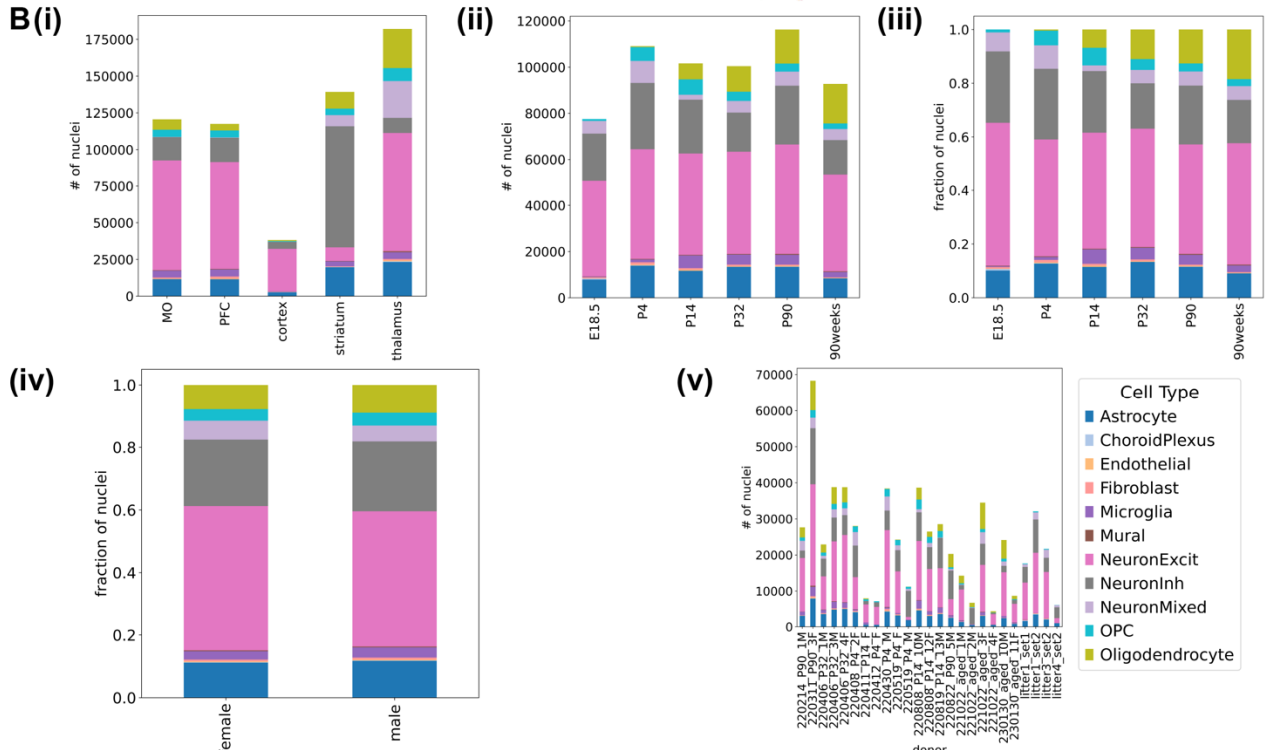 B(i)
# of nuclei
175000
150000
125000
100000
75000
50000
25000
0
MO
PFC
cortex
striatum
thalamus
(ii)
# of nuclei
120000
100000
80000
60000
40000
20000
0
E18.5
P4
P14
P32
P90
90weeks
(iii)
fraction of nuclei
1.0
0.8
0.6
0.4
0.2
0.0
E18.5
P4
P14
P32
P90
90weeks
(iv)
fraction of nuclei
1.0
0.8
0.6
0.4
0.2
0.0
male
(v)
# of nuclei
70000
60000
50000
40000
30000
20000
10000
0
220214_P90_1M
220311_P90_3F
220406_P32_1M
220406_P32_3M
220406_P32_4F
220408_P4_2F
220411_P14_F
220412_P4_F
220430_P4_M
220519_P4_F
220519_P4_M
220808_P14_10M
220808_P14_12F
220819_P14_13M
220822_P90_5M
221022_aged_1M
221022_aged_2M
221022_aged_3F
221022_aged_4F
230130_aged_10M
230130_aged_11F
litter1_set1
litter1_set2
litter3_set2
litter4_set2
Cell Type
Astrocyte
ChoroidPlexus
Endothelial
Fibroblast
Microglia
Mural
NeuronExcit
NeuronInh
NeuronMixed
OPC
Oligodendrocyte